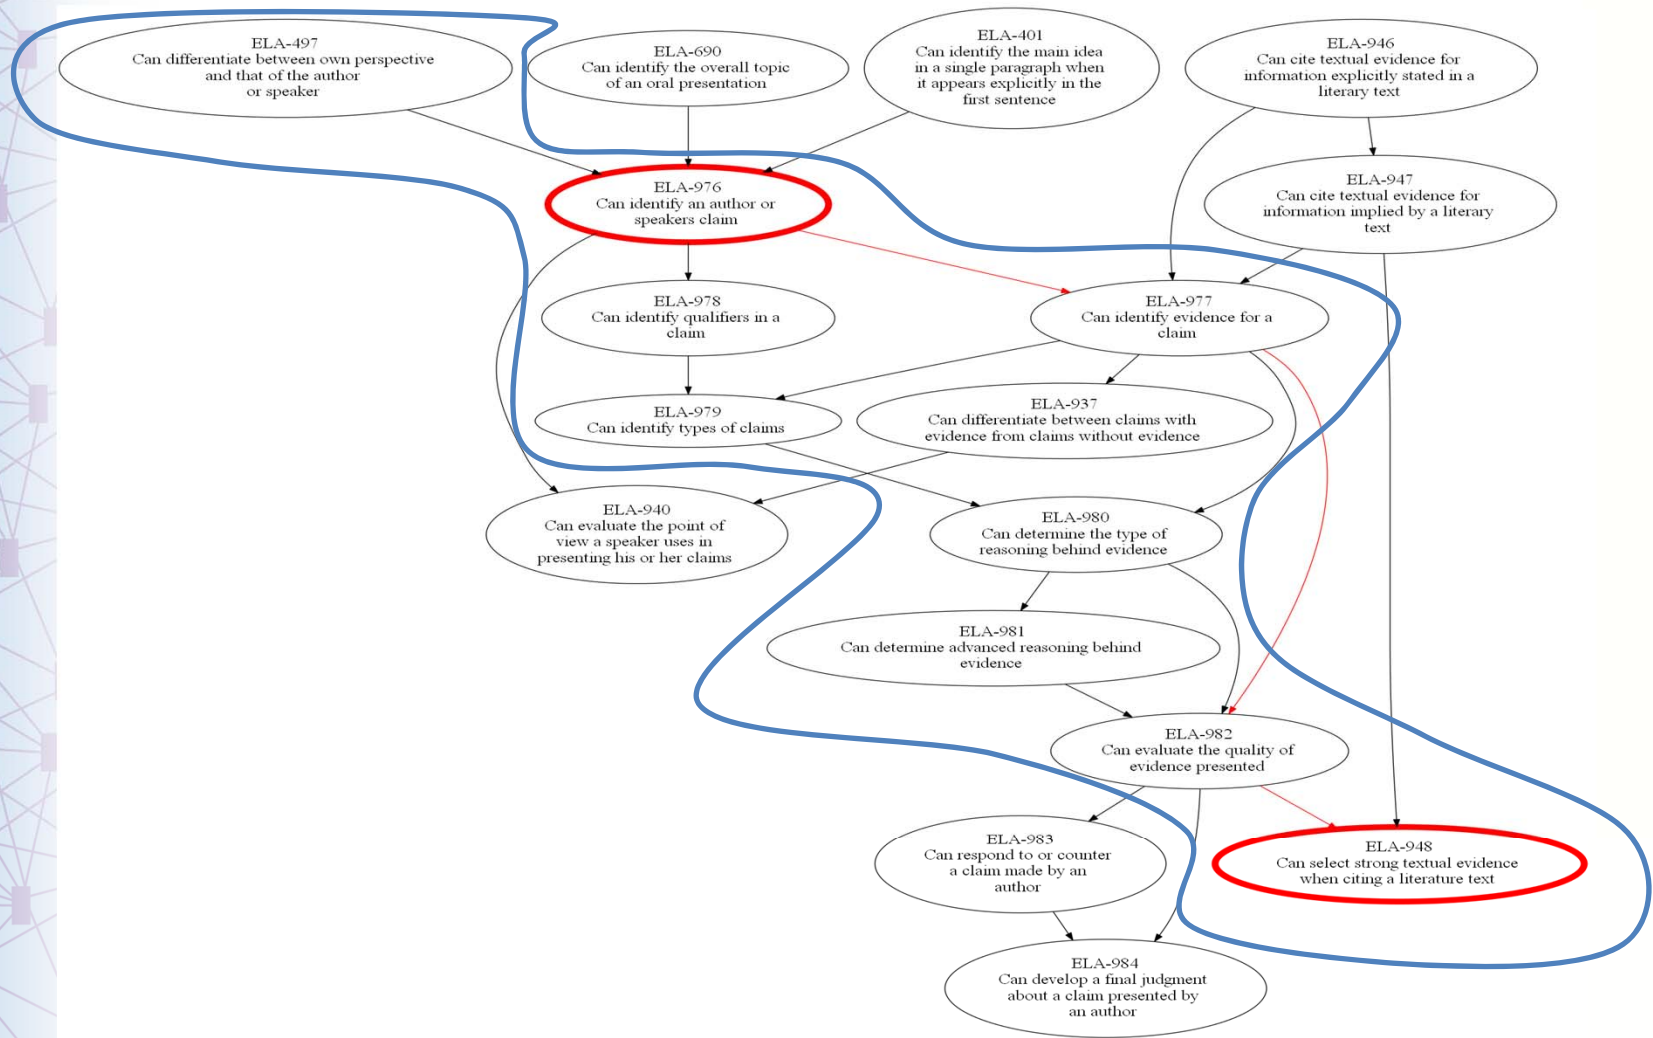 ELA-497
Can differentiate between own perspective
and that of the author
or speaker
ELA-690
Can identify the overall topic
of an oral presentation
ELA-401
Can identify the main idea
in a single paragraph when
it appears explicitly in the
first sentence
ELA-946
Can cite textual evidence for
information explicitly stated in a
literary text
ELA-976
Can identify an author or
speakers claim
ELA-947
Can cite textual evidence for
information implied by a literary
text
ELA-978
Can identify qualifiers in a
claim
ELA-977
Can identify evidence for a
claim
ELA-979
Can identify types of claims
ELA-937
Can differentiate between claims with
evidence from claims without evidence
ELA-940
Can evaluate the point of
view a speaker uses in
presenting his or her claims
ELA-980
Can determine the type of
reasoning behind evidence
ELA-981
Can determine advanced reasoning behind
evidence
ELA-982
Can evaluate the quality of
evidence presented
ELA-983
Can respond to or counter
a claim made by an
author
ELA-948
Can select strong textual evidence
when citing a literature text
ELA-984
Can develop a final judgment
about a claim presented by
an author